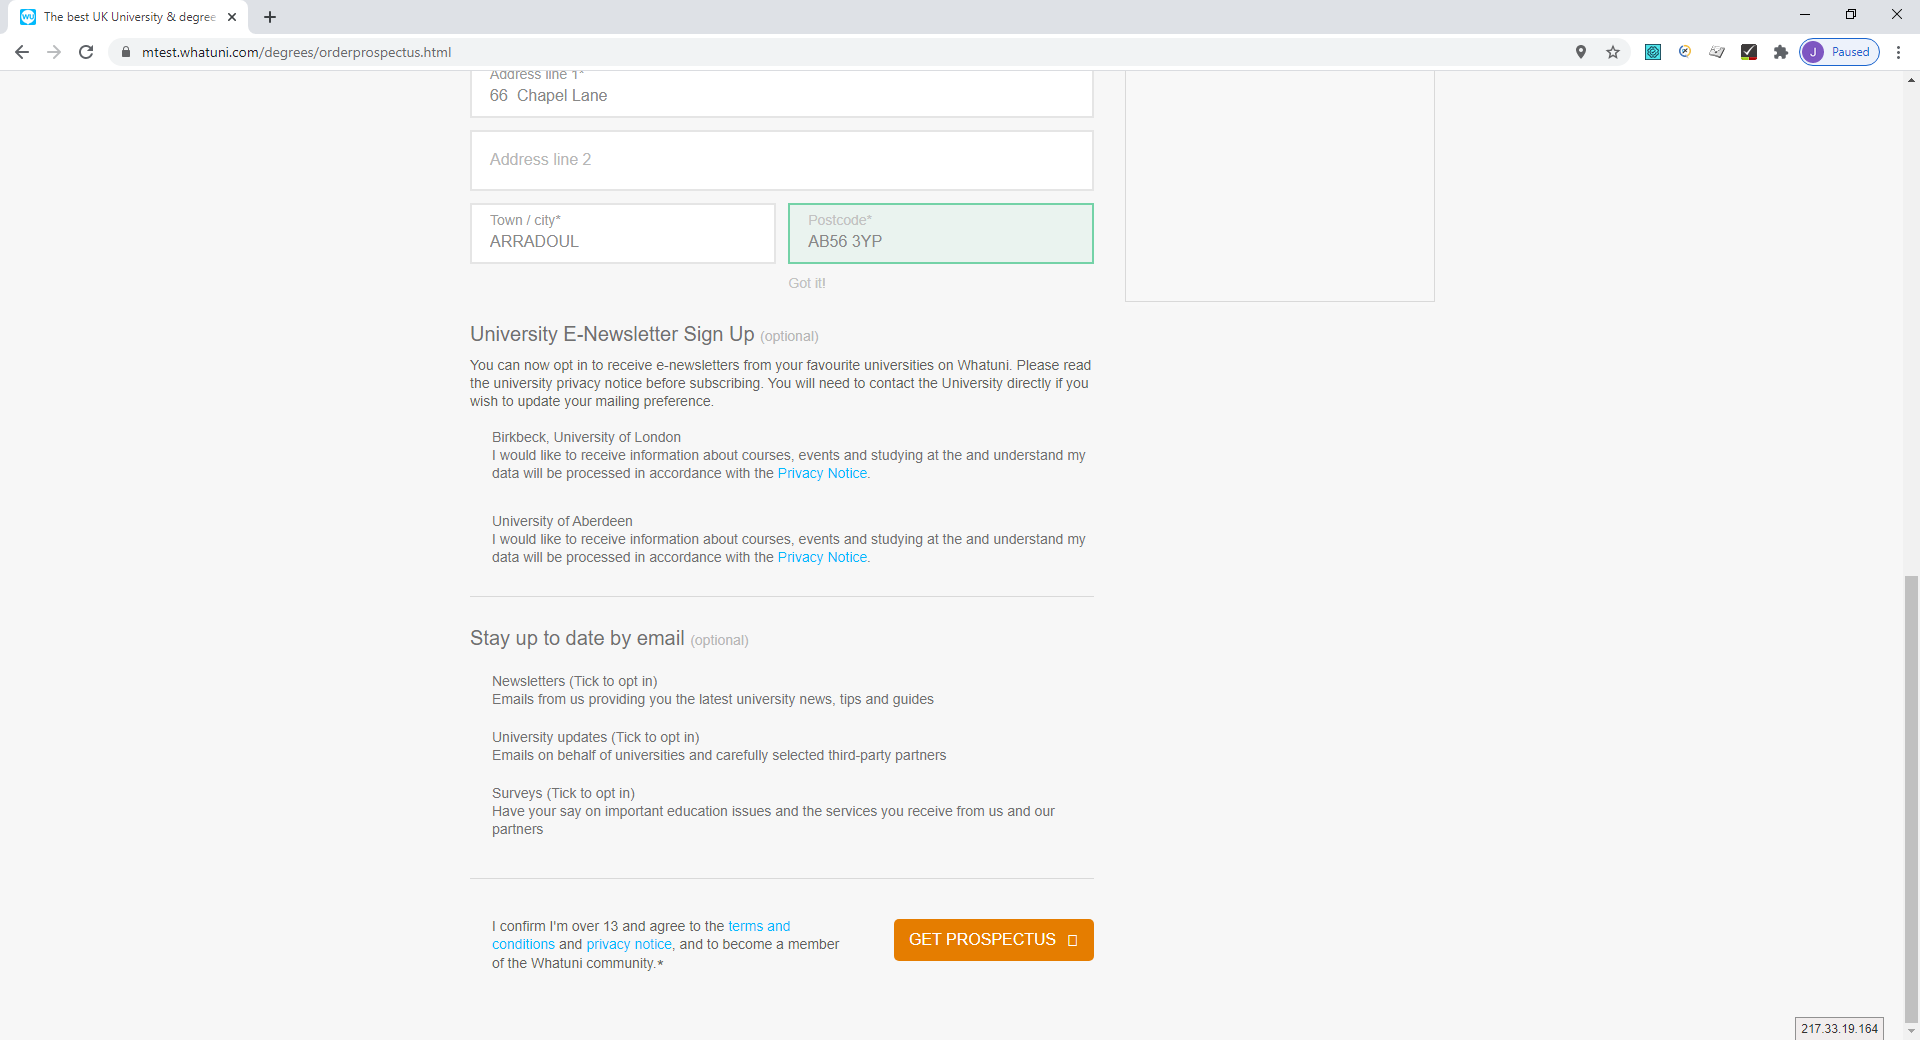 The best UK University & degree
mtest.whatuni.com/degrees/orderprospectus.html
J Paused
Address line 1*
66 Chapel Lane
Address line 2
Town / city*
ARRADOUL
Postcode*
AB56 3YP
Got it!
University E-Newsletter Sign Up (optional)
You can now opt in to receive e-newsletters from your favourite universities on Whatuni. Please read
the university privacy notice before subscribing. You will need to contact the University directly if you
wish to update your mailing preference.
Birkbeck, University of London
I would like to receive information about courses, events and studying at the and understand my
data will be processed in accordance with the Privacy Notice.
University of Aberdeen
I would like to receive information about courses, events and studying at the and understand my
data will be processed in accordance with the Privacy Notice.
Stay up to date by email (optional)
Newsletters (Tick to opt in)
Emails from us providing you the latest university news, tips and guides
University updates (Tick to opt in)
Emails on behalf of universities and carefully selected third-party partners
Surveys (Tick to opt in)
Have your say on important education issues and the services you receive from us and our
partners
I confirm I'm over 13 and agree to the terms and
conditions and privacy notice, and to become a member
of the Whatuni community.*
GET PROSPECTUS
217.33.19.164